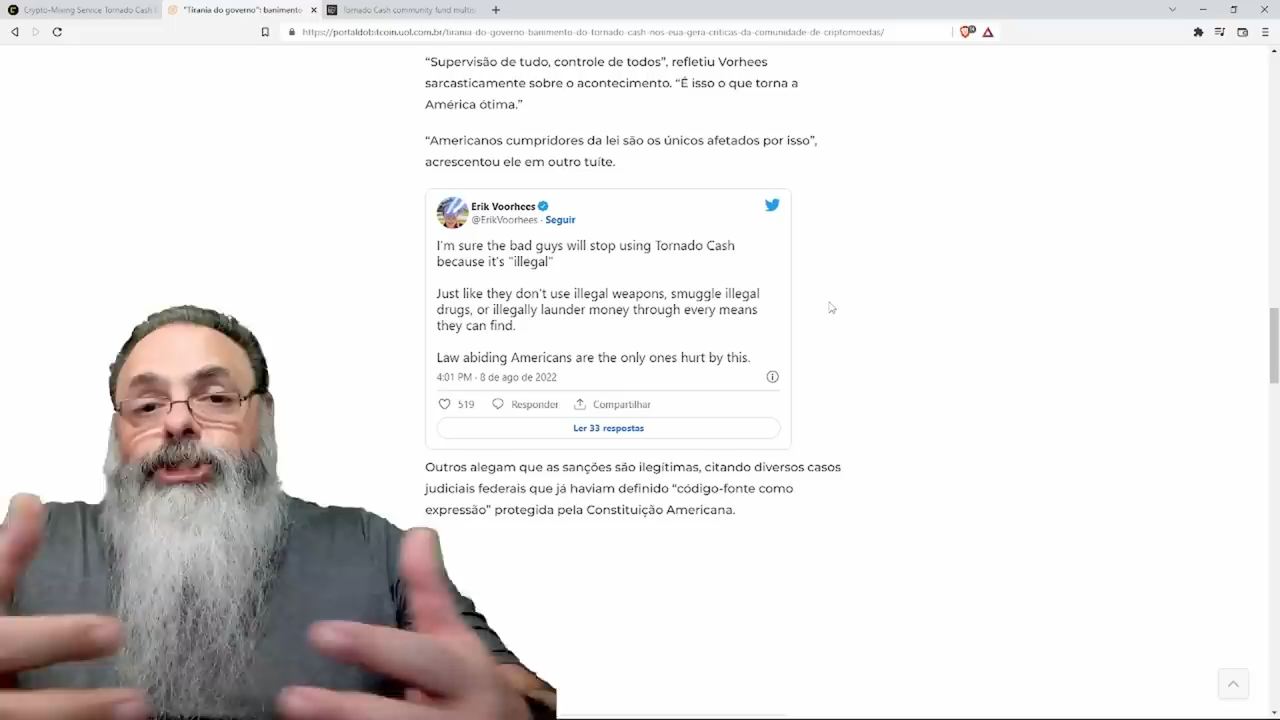 Crypto-Mixing Service Tornado Cash
"Tirania do governo": banimento
Tornado Cash community fund multis
https://portaldobitcoin.uol.com.br/tirania-do-governo-banimento-do-tornado-cash-nos-eua-gera-criticas-da-comunidade-de-criptomoedas/
“Supervisão de tudo, controle de todos”, refletiu Vorhees
sarcasticamente sobre o acontecimento. “É isso o que torna a
América ótima.”
“Americanos cumpridores da lei são os únicos afetados por isso”,
acrescentou ele em outro tuíte.
Erik Voorhees
@ErikVoorhees · Seguir
I'm sure the bad guys will stop using Tornado Cash
because it's "illegal"
Just like they don't use illegal weapons, smuggle illegal
drugs, or illegally launder money through every means
they can find.
Law abiding Americans are the only ones hurt by this.
4:01 PM · 8 de ago de 2022
519 Responder Compartilhar
Ler 33 respostas
Outros alegam que as sanções são ilegítimas, citando diversos casos
judiciais federais que já haviam definido “código-fonte como
expressão” protegida pela Constituição Americana.